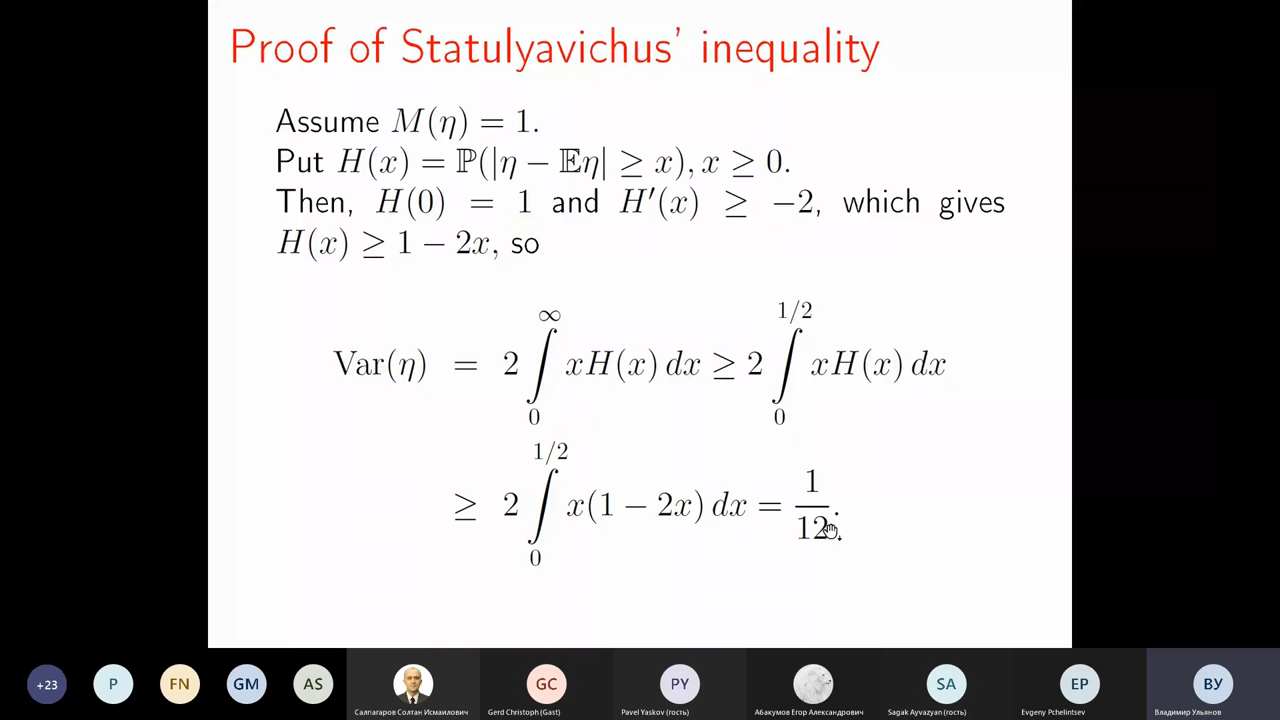 Proof of Statulyavichus' inequality
Assume M(η) = 1.
Put H(x) = ℙ(|η − 𝔼η| ≥ x), x ≥ 0.
Then, H(0) = 1 and H′(x) ≥ −2, which gives
H(x) ≥ 1 − 2x, so
Var(η) = 2 ∫₀^∞ xH(x) dx ≥ 2 ∫₀^{1/2} xH(x) dx
≥ 2 ∫₀^{1/2} x(1 − 2x) dx = 1/12.
+23 P FN GM AS GC PY SA EP ВУ
Салпагаров Солтан Исмаилович Gerd Christoph (Gast) Pavel Yaskov (гость) Абакумов Егор Александрович Sagak Ayvazyan (гость) Evgeny Pchelintsev Владимир Ульянов